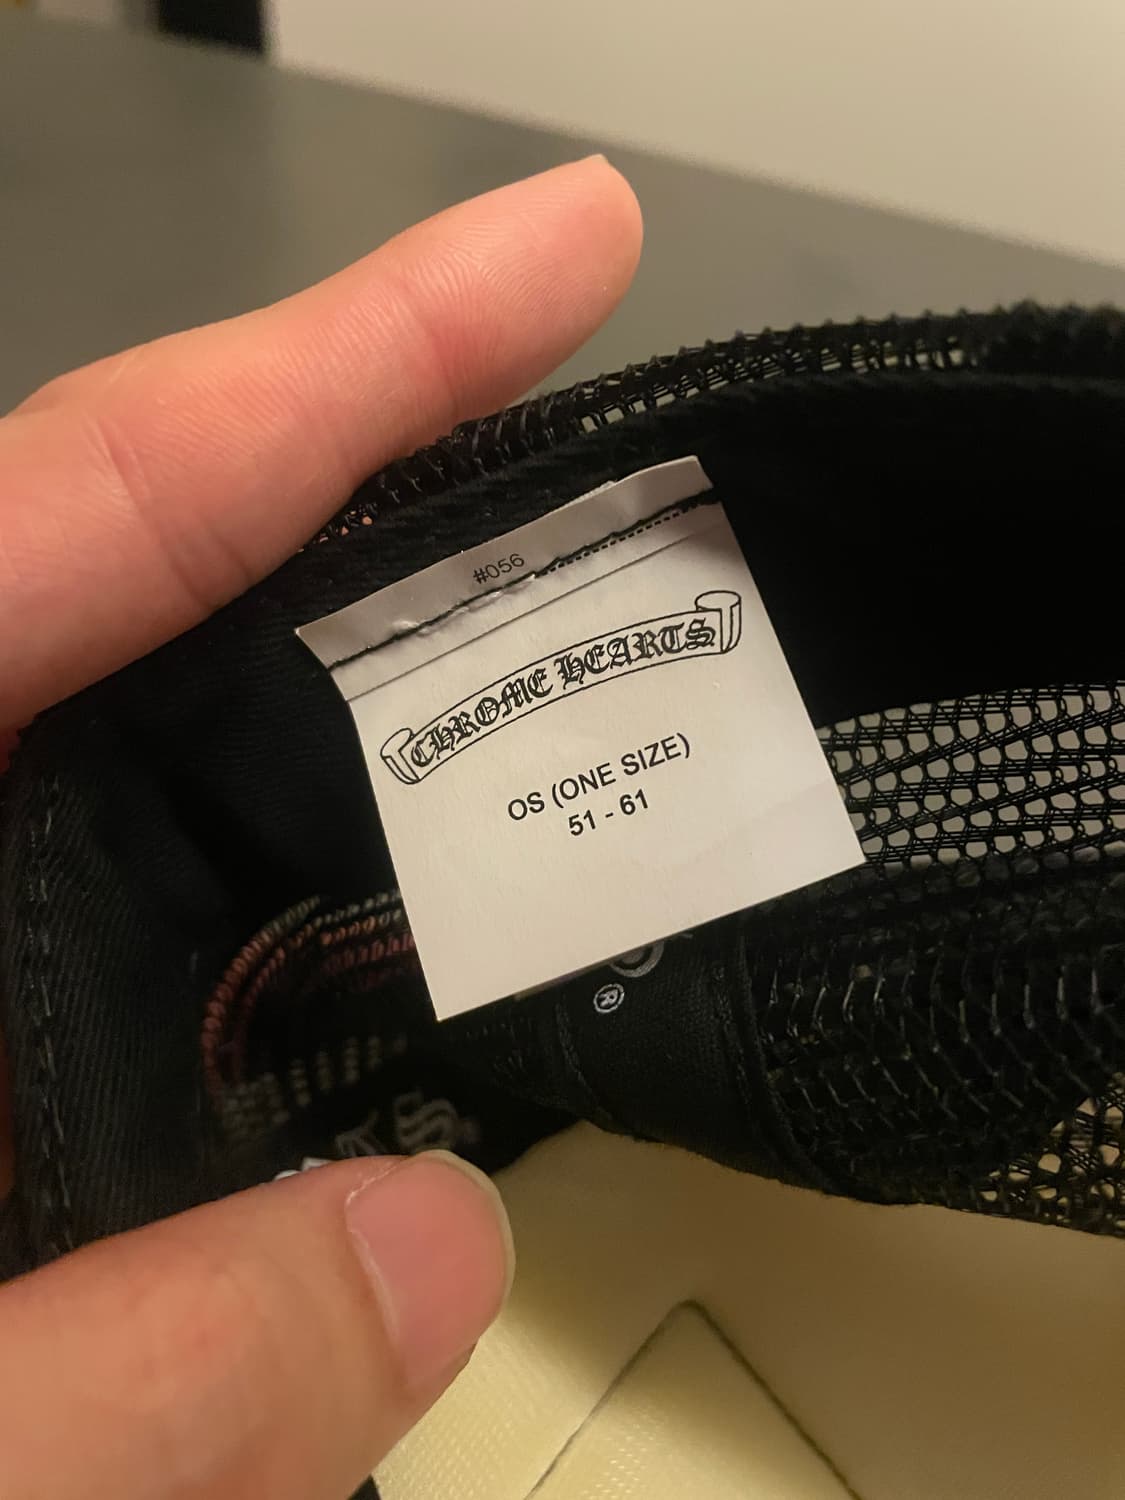 #056
CHROME HEARTS
OS (ONE SIZE)
51 - 61
®